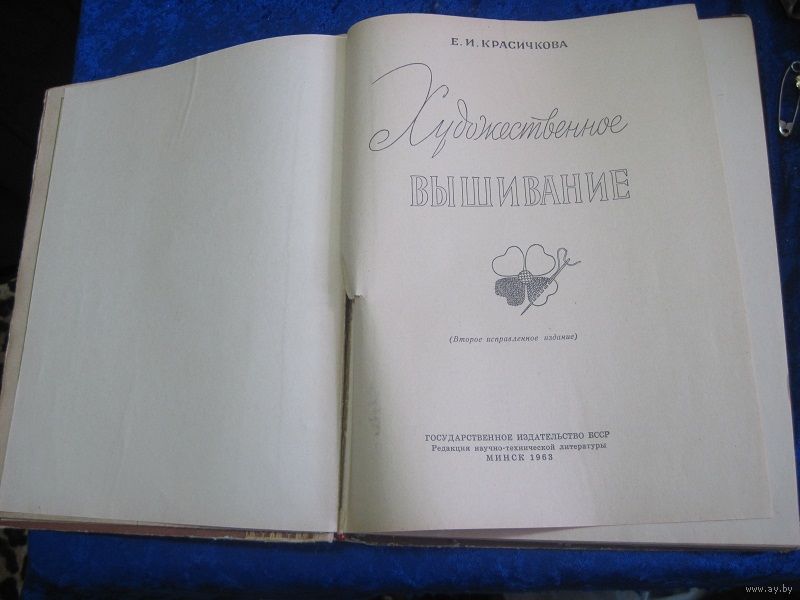 Е. И. КРАСИЧКОВА
Художественное
ВЫШИВАНИЕ
(Второе исправленное издание)
ГОСУДАРСТВЕННОЕ ИЗДАТЕЛЬСТВО БССР
Редакция научно-технической литературы
МИНСК 1963
www.ay.by